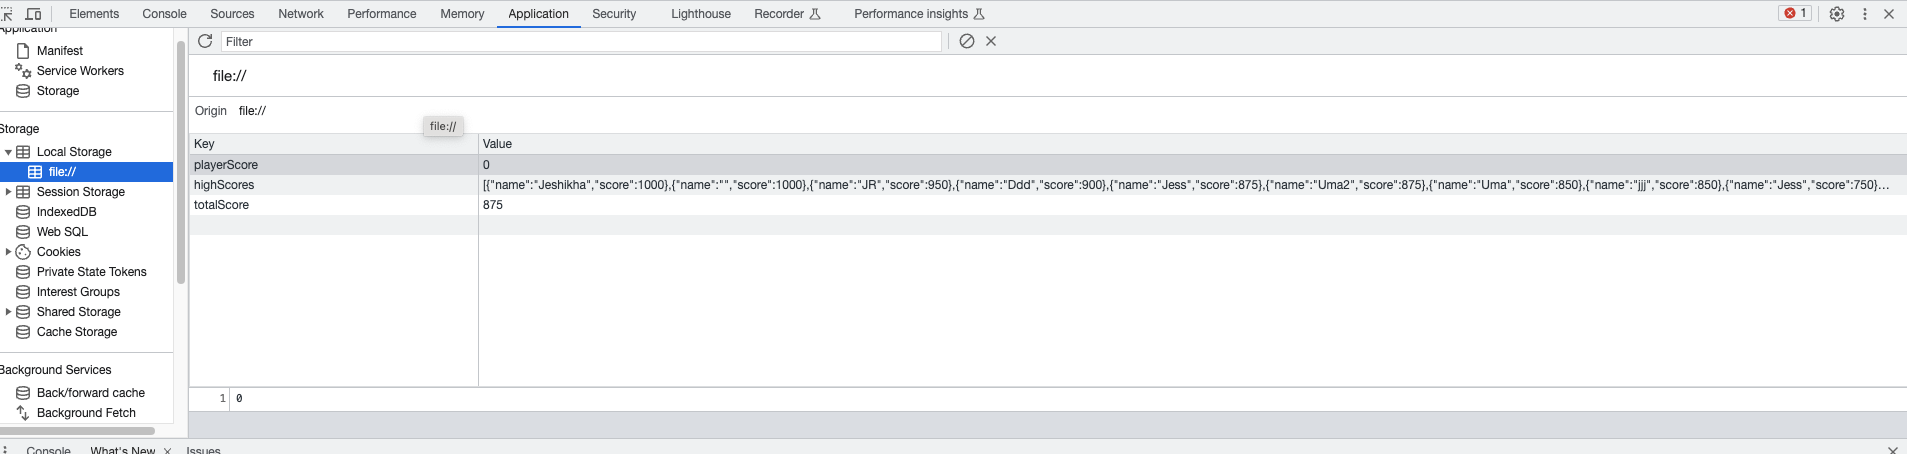 Elements Console Sources Network Performance Memory Application Security Lighthouse Recorder Performance insights 1
Application
Manifest
Service Workers
Storage
Storage
Local Storage
file://
Session Storage
IndexedDB
Web SQL
Cookies
Private State Tokens
Interest Groups
Shared Storage
Cache Storage
Background Services
Back/forward cache
Background Fetch
Filter
file://
Origin file://
file://
Key Value
playerScore 0
highScores [{"name":"Jeshikha","score":1000},{"name":"","score":1000},{"name":"JR","score":950},{"name":"Ddd","score":900},{"name":"Jess","score":875},{"name":"Uma2","score":875},{"name":"Uma","score":850},{"name":"jjj","score":850},{"name":"Jess","score":750}...
totalScore 875
1 0
Console What's New Issues